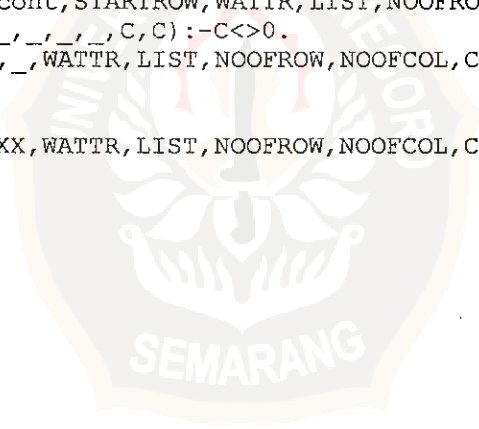 cont,STARTROW,WATTR,LIST,NOOFRO
_,_,_,_,C,C):-C<>0.
,_,WATTR,LIST,NOOFROW,NOOFCOL,C
XX,WATTR,LIST,NOOFROW,NOOFCOL,C
SEMARANG